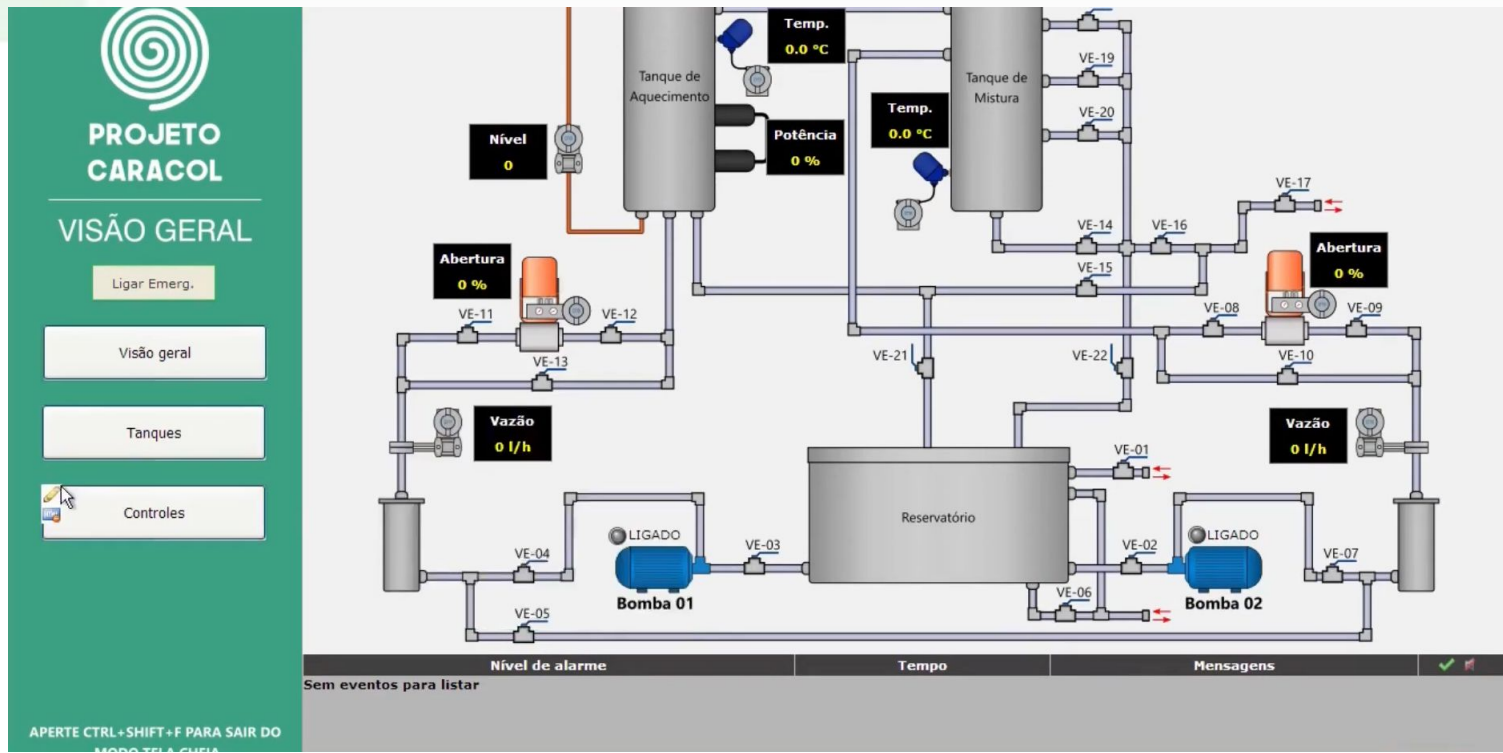 PROJETO
CARACOL
VISÃO GERAL
Ligar Emerg.
Visão geral
Tanques
Controles
APERTE CTRL+SHIFT+F PARA SAIR DO
MODO TELA CHEIA
Temp.
0.0 °C
Tanque de
Aquecimento
Nível
0
Potência
0 %
Tanque de
Mistura
Temp.
0.0 °C
VE-19
VE-20
VE-17
VE-14
VE-16
VE-15
Abertura
0 %
VE-11
VE-12
VE-13
Abertura
0 %
VE-08
VE-09
VE-10
VE-21
VE-22
Vazão
0 l/h
Vazão
0 l/h
VE-01
Reservatório
LIGADO
VE-04
VE-03
Bomba 01
VE-05
VE-02
LIGADO
VE-07
VE-06
Bomba 02
Nível de alarme
Tempo
Mensagens
Sem eventos para listar